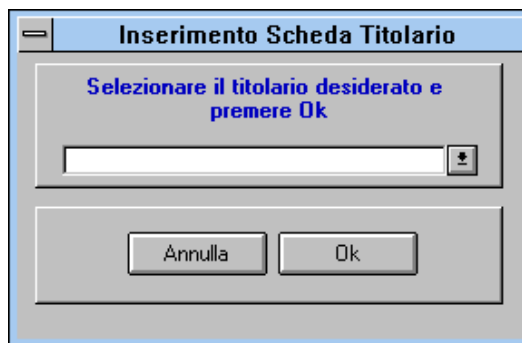 Inserimento Scheda Titolario
Selezionare il titolario desiderato e
premere Ok
Annulla
Ok